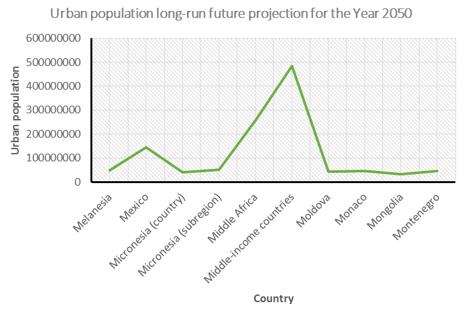 Urban population long-run future projection for the Year 2050
Urban population
600000000
500000000
400000000
300000000
200000000
100000000
0
Melanesia
Mexico
Micronesia (country)
Micronesia (subregion)
Middle Africa
Middle-income countries
Moldova
Monaco
Mongolia
Montenegro
Country